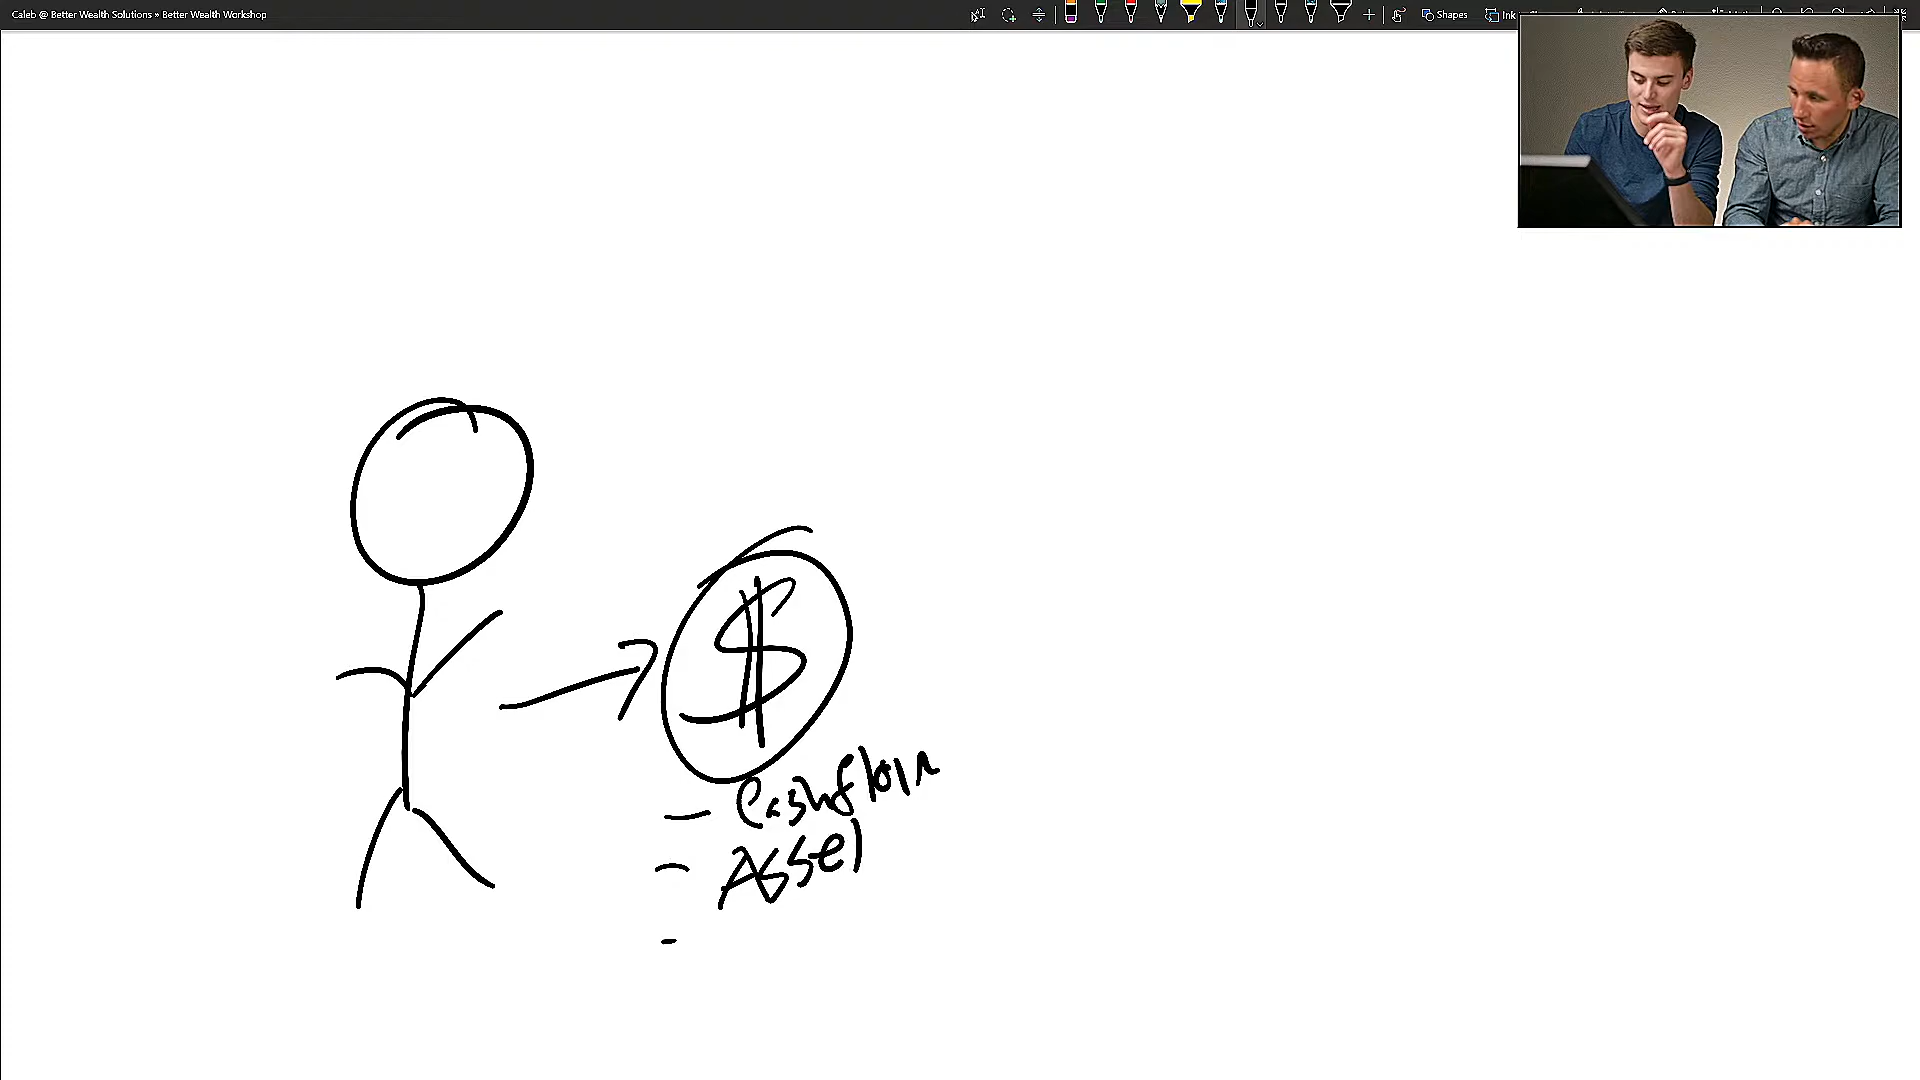 Caleb @ Better Wealth Solutions » Better Wealth Workshop
Shapes
Ink
$
- Cashflow
- Asset
-